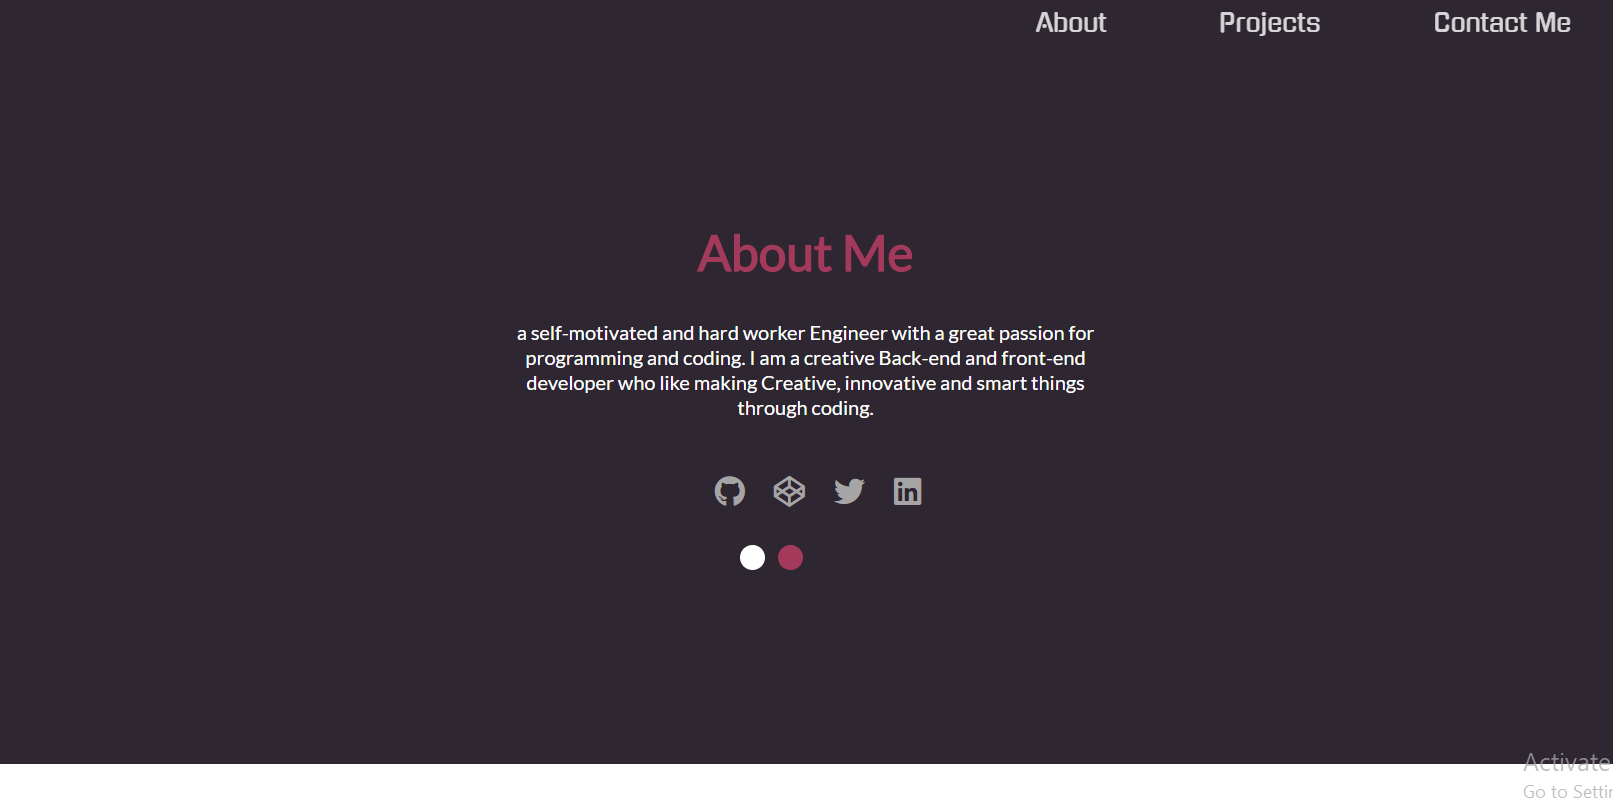 About Projects Contact Me
About Me
a self-motivated and hard worker Engineer with a great passion for
programming and coding. I am a creative Back-end and front-end
developer who like making Creative, innovative and smart things
through coding.
in
Activate
Go to Settin